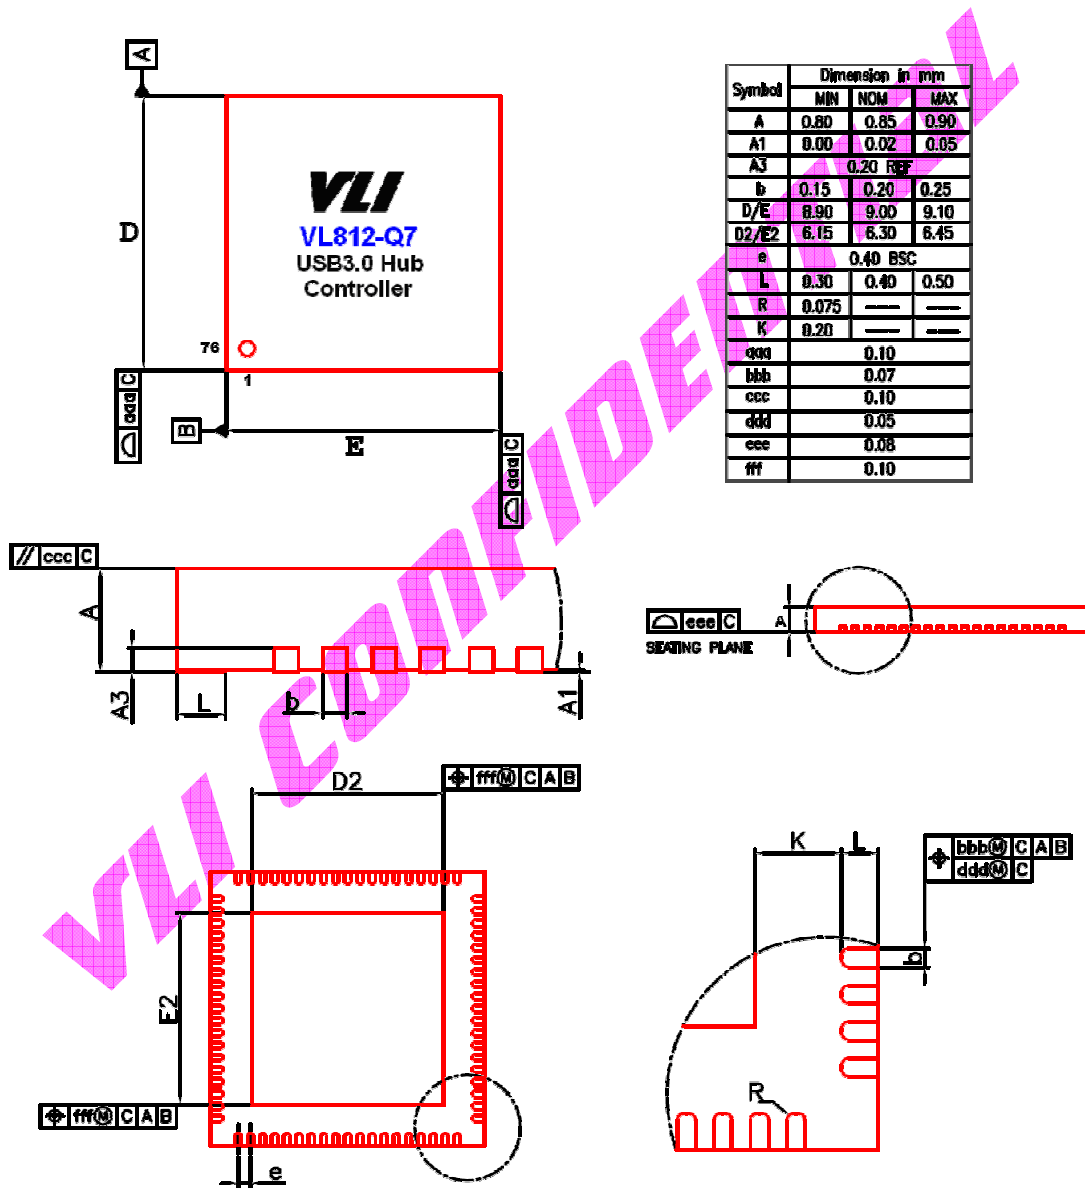 A
D
VLI
VL812-Q7
USB3.0 Hub
Controller
76
1
aaa C
B
E
aaa C
Symbol Dimension in mm
MIN NOM MAX
A 0.80 0.85 0.90
A1 0.00 0.02 0.05
A3 0.20 REF
b 0.15 0.20 0.25
D/E 8.90 9.00 9.10
D2/E2 6.15 6.30 6.45
e 0.40 BSC
L 0.30 0.40 0.50
R 0.075 —— ——
K 0.20 —— ——
aaa 0.10
bbb 0.07
ccc 0.10
ddd 0.05
eee 0.08
fff 0.10
VLI CONFIDENTIAL
// ccc C
A
A3
L
b
A1
eee C
A
SEATING PLANE
D2
fff Ⓜ C A B
E2
fff Ⓜ C A B
e
K
L
bbb Ⓜ C A B
ddd Ⓜ C
b
R